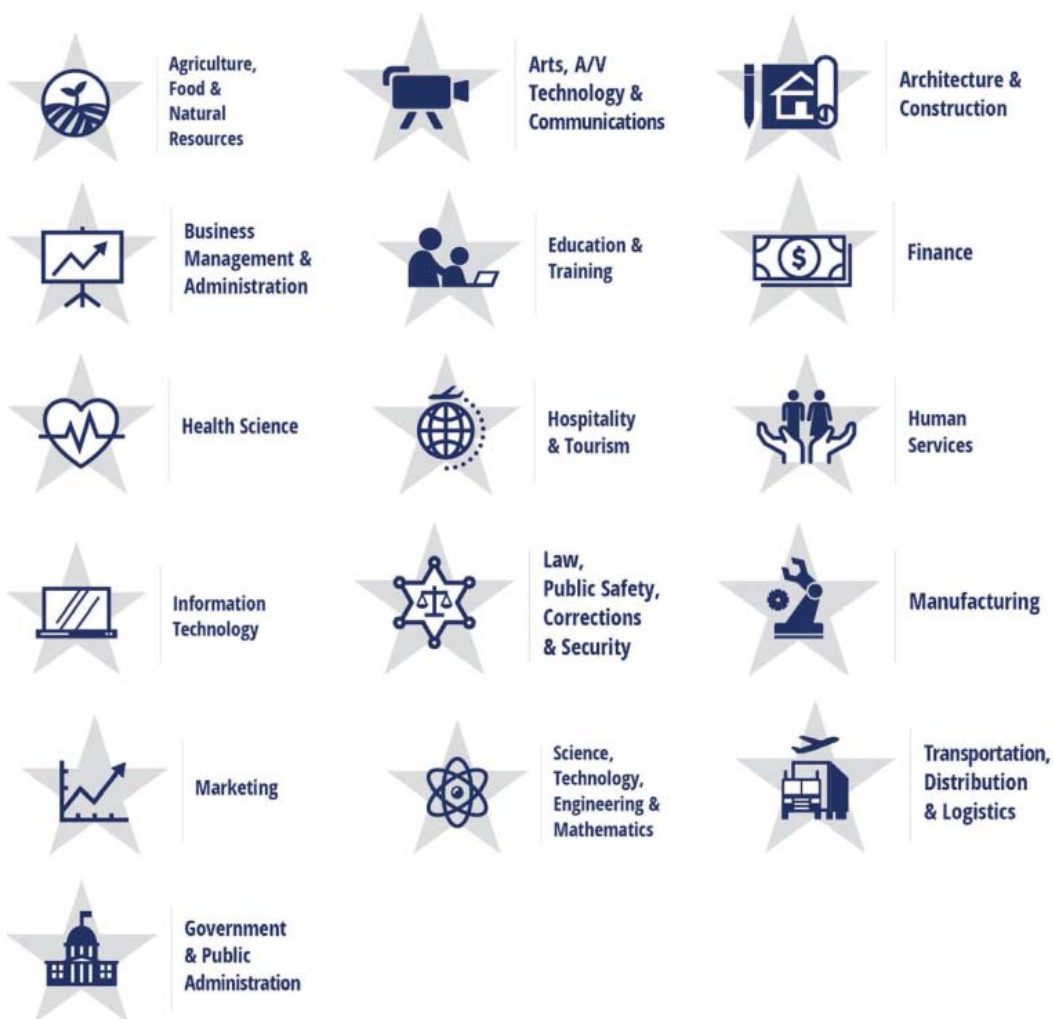 Agriculture,
Food &
Natural
Resources
Arts, A/V
Technology &
Communications
Architecture &
Construction
Business
Management &
Administration
Education &
Training
$
Finance
Health Science
Hospitality
& Tourism
Human
Services
Information
Technology
Law,
Public Safety,
Corrections
& Security
Manufacturing
Marketing
Science,
Technology,
Engineering &
Mathematics
Transportation,
Distribution
& Logistics
Government
& Public
Administration